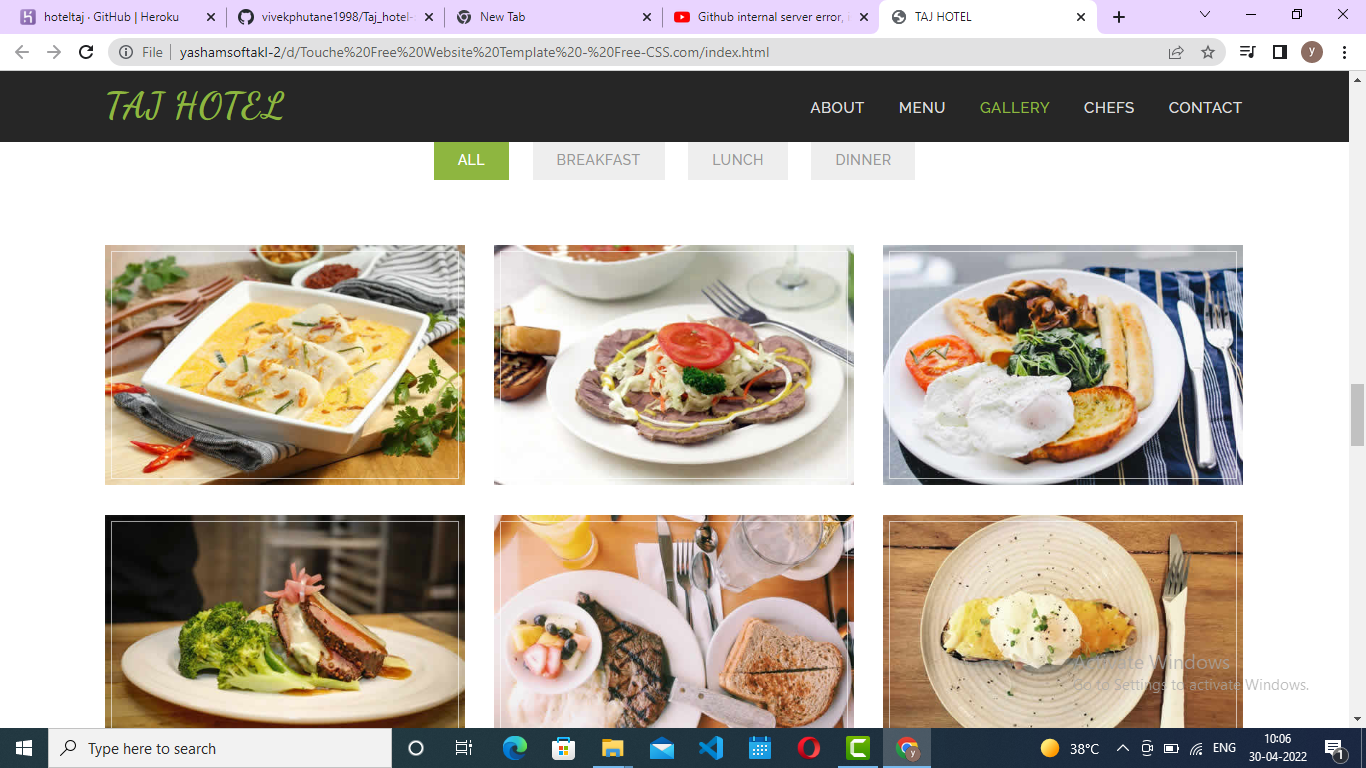 hoteltaj · GitHub | Heroku
vivekphutane1998/Taj_hotel-
New Tab
Github internal server error, i
TAJ HOTEL
File | yashamsoftakl-2/d/Touche%20Free%20Website%20Template%20-%20Free-CSS.com/index.html
y
TAJ HOTEL
ABOUT MENU GALLERY CHEFS CONTACT
ALL BREAKFAST LUNCH DINNER
Activate Windows
Go to Settings to activate Windows.
Type here to search
y
38°C
ENG
10:06
30-04-2022
1